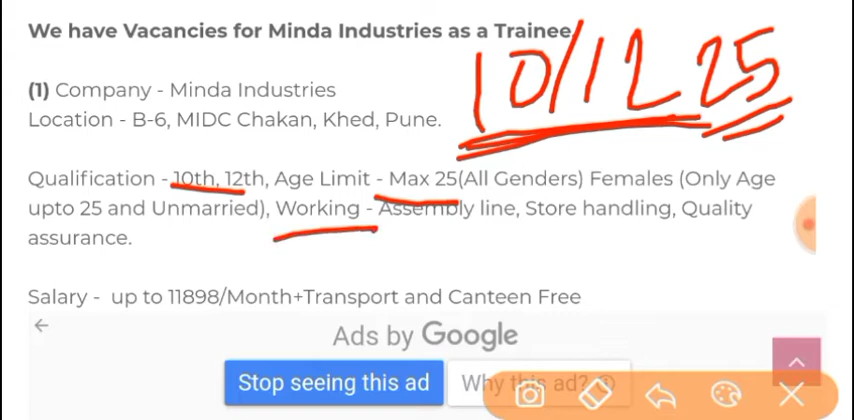 We have Vacancies for Minda Industries as a Trainee
10/12 25
(1) Company - Minda Industries
Location - B-6, MIDC Chakan, Khed, Pune.
Qualification - 10th, 12th, Age Limit - Max 25(All Genders) Females (Only Age
upto 25 and Unmarried), Working - Assembly line, Store handling, Quality
assurance.
Salary - up to 11898/Month+Transport and Canteen Free
Ads by Google
Stop seeing this ad
Why this ad?